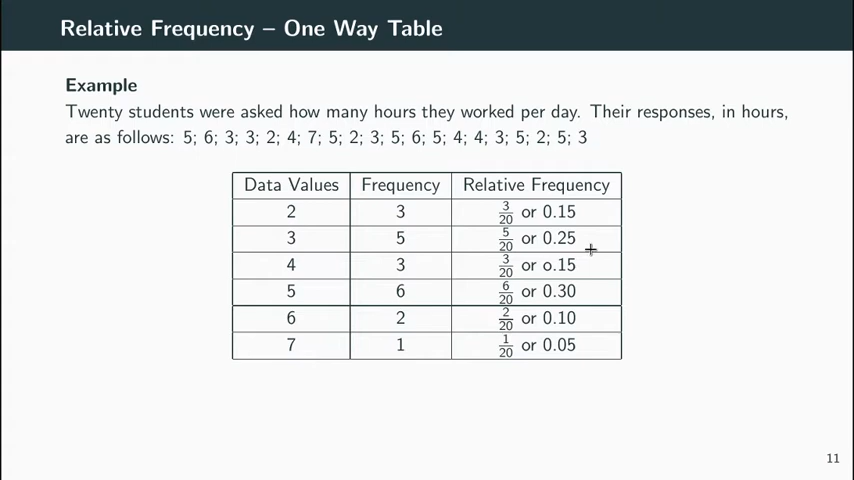 Relative Frequency – One Way Table
Example
Twenty students were asked how many hours they worked per day. Their responses, in hours,
are as follows: 5; 6; 3; 3; 2; 4; 7; 5; 2; 3; 5; 6; 5; 4; 4; 3; 5; 2; 5; 3
Data Values Frequency Relative Frequency
2 3 3/20 or 0.15
3 5 5/20 or 0.25
4 3 3/20 or o.15
5 6 6/20 or 0.30
6 2 2/20 or 0.10
7 1 1/20 or 0.05
11